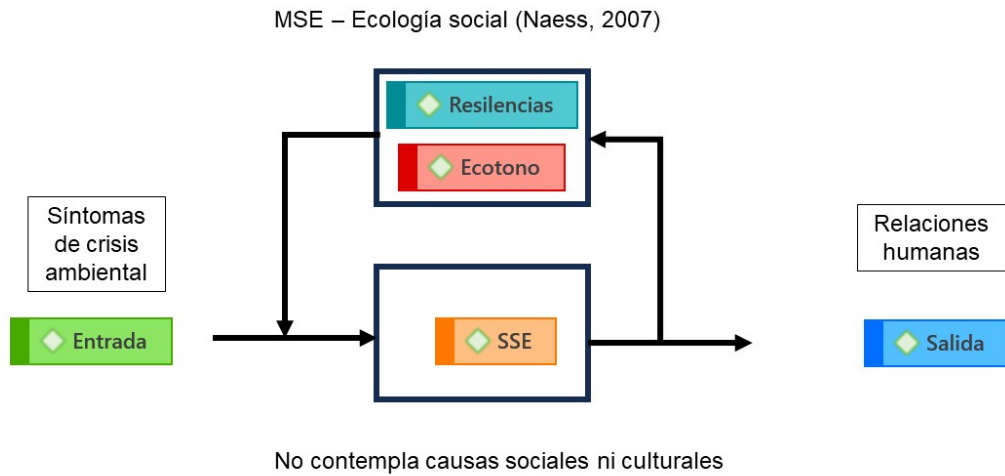 MSE – Ecología social (Naess, 2007)
Resilencias
Ecotono
Síntomas
de crisis
ambiental
Relaciones
humanas
Entrada
SSE
Salida
No contempla causas sociales ni culturales